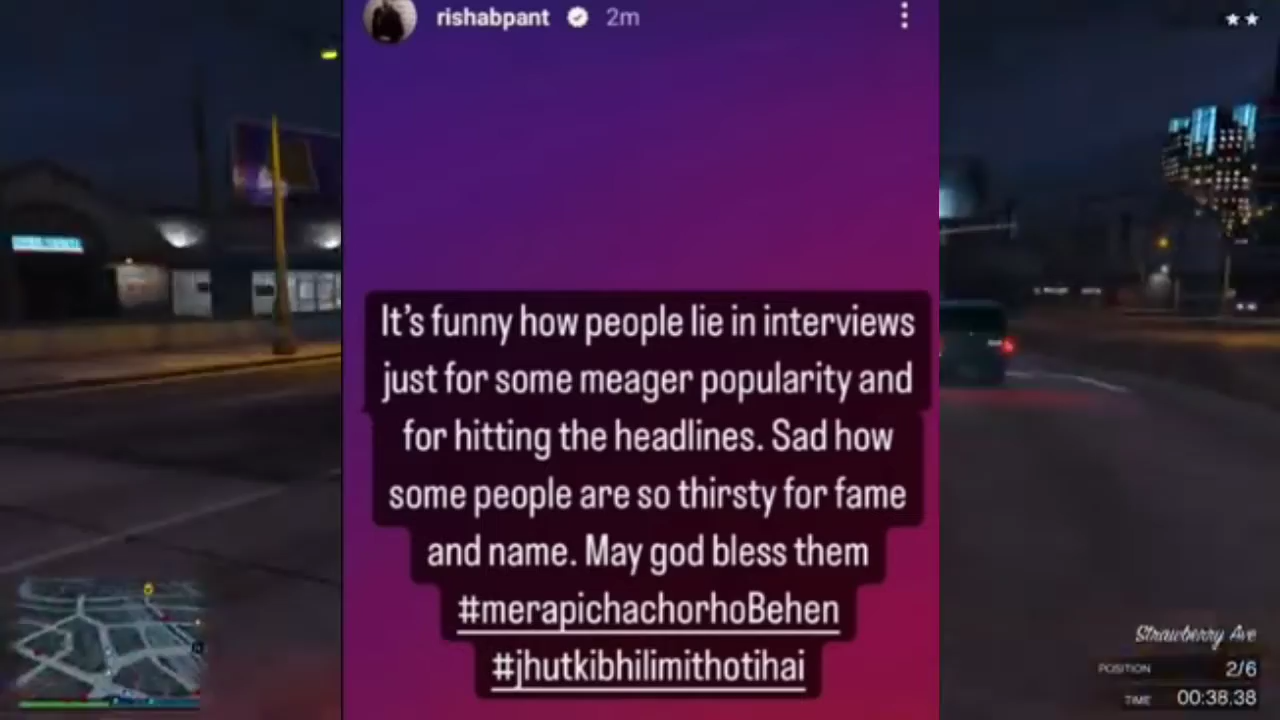 rishabpant 2m
It's funny how people lie in interviews
just for some meager popularity and
for hitting the headlines. Sad how
some people are so thirsty for fame
and name. May god bless them
#merapichachorhoBehen
#jhutkibhilimithotihai
Strawberry Ave
POSITION 2/6
TIME 00:38.38